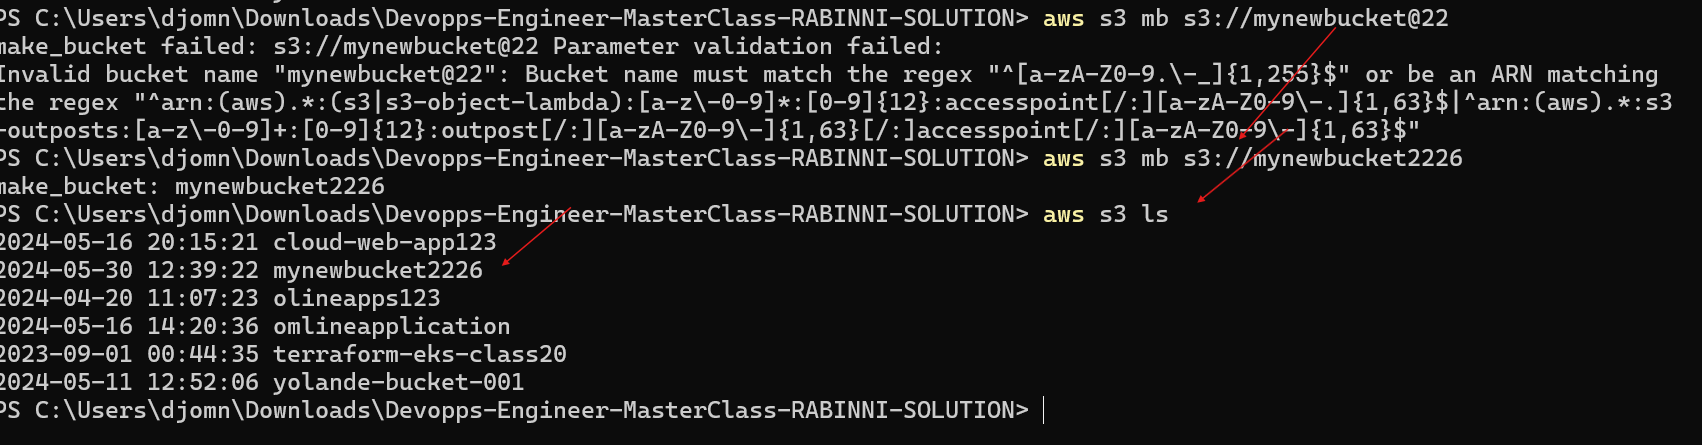 PS C:\Users\djomn\Downloads\Devopps-Engineer-MasterClass-RABINNI-SOLUTION> aws s3 mb s3://mynewbucket@22
make_bucket failed: s3://mynewbucket@22 Parameter validation failed:
Invalid bucket name "mynewbucket@22": Bucket name must match the regex "^[a-zA-Z0-9.\-_]{1,255}$" or be an ARN matching
the regex "^arn:(aws).*:(s3|s3-object-lambda):[a-z\-0-9]*:[0-9]{12}:accesspoint[/:][a-zA-Z0-9\-.]{1,63}$|^arn:(aws).*:s3
-outposts:[a-z\-0-9]+:[0-9]{12}:outpost[/:][a-zA-Z0-9\-]{1,63}[/:]accesspoint[/:][a-zA-Z0-9\-]{1,63}$"
PS C:\Users\djomn\Downloads\Devopps-Engineer-MasterClass-RABINNI-SOLUTION> aws s3 mb s3://mynewbucket2226
make_bucket: mynewbucket2226
PS C:\Users\djomn\Downloads\Devopps-Engineer-MasterClass-RABINNI-SOLUTION> aws s3 ls
2024-05-16 20:15:21 cloud-web-app123
2024-05-30 12:39:22 mynewbucket2226
2024-04-20 11:07:23 olineapps123
2024-05-16 14:20:36 omlineapplication
2023-09-01 00:44:35 terraform-eks-class20
2024-05-11 12:52:06 yolande-bucket-001
PS C:\Users\djomn\Downloads\Devopps-Engineer-MasterClass-RABINNI-SOLUTION>